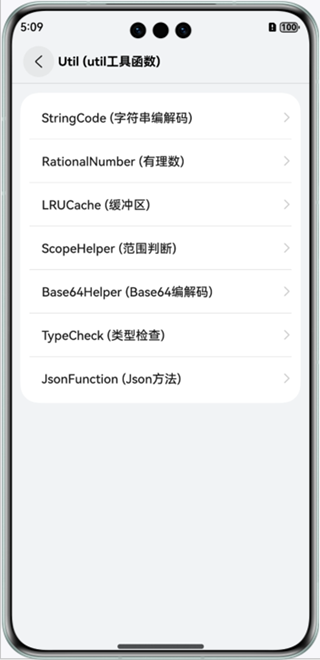 5:09
100
Util (util工具函数)
StringCode (字符串编解码)
RationalNumber (有理数)
LRUCache (缓冲区)
ScopeHelper (范围判断)
Base64Helper (Base64编解码)
TypeCheck (类型检查)
JsonFunction (Json方法)